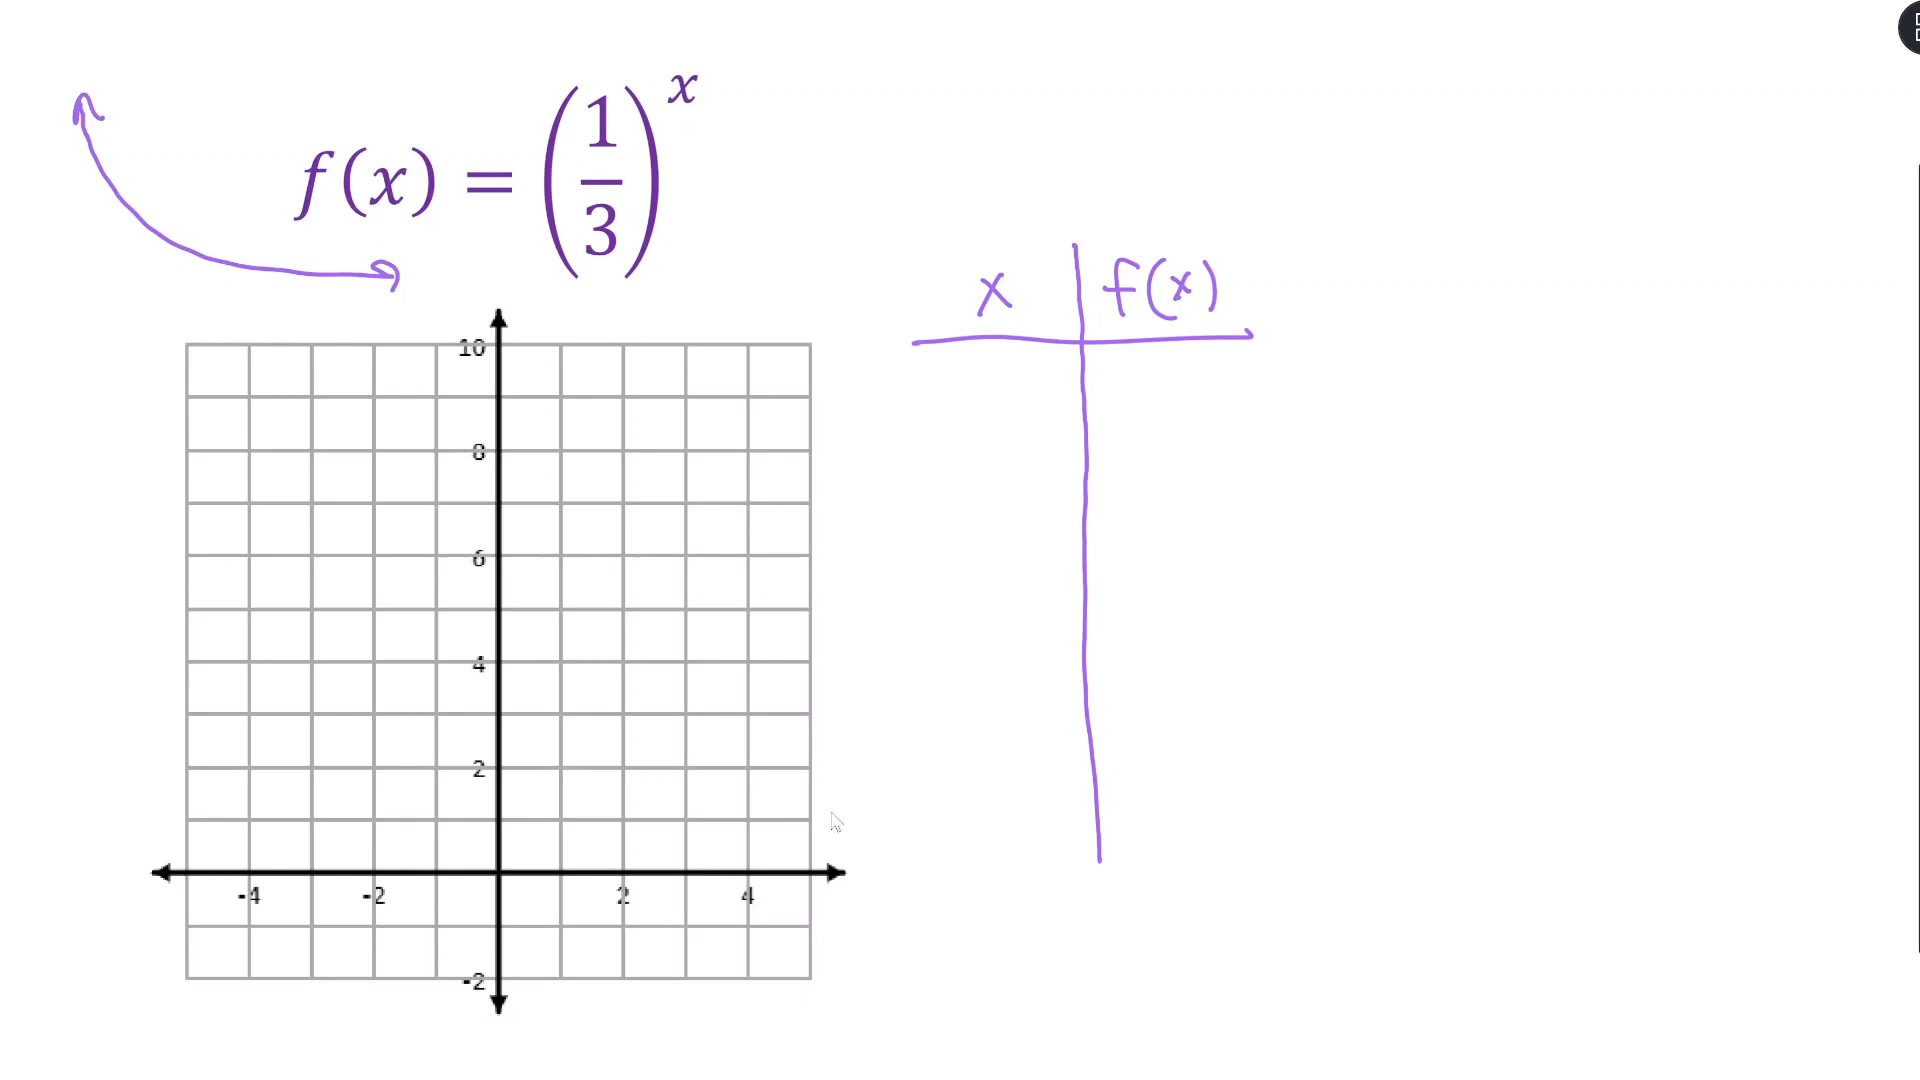 f(x) = (1/3)^x
x f(x)
10
8
6
4
2
-4 -2 2 4
-2